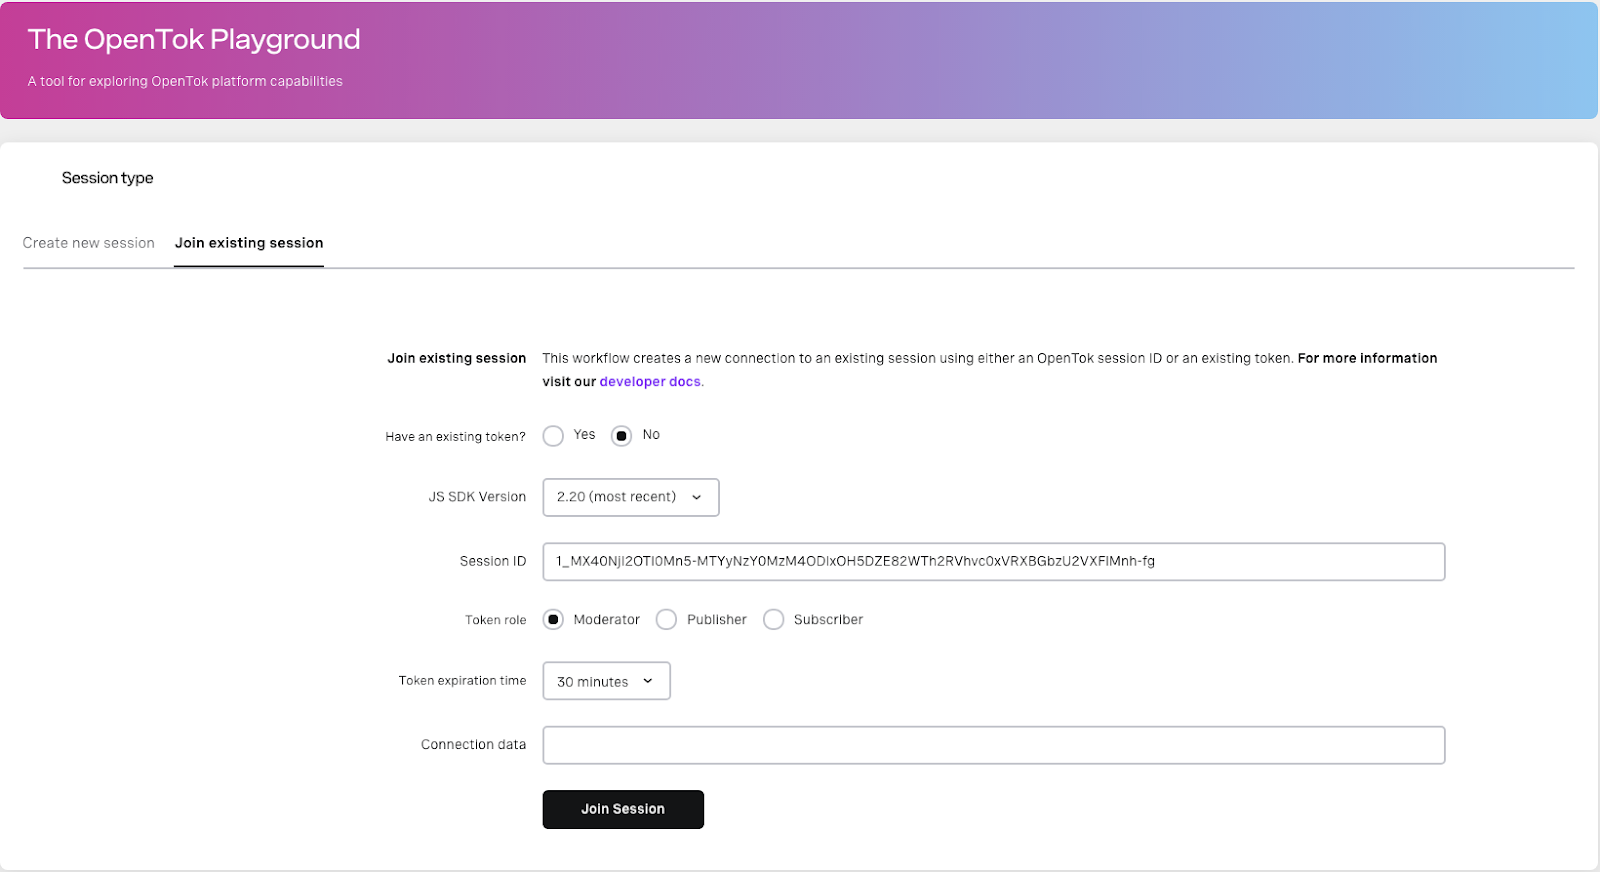 The OpenTok Playground
A tool for exploring OpenTok platform capabilities
Session type
Create new session Join existing session
Join existing session This workflow creates a new connection to an existing session using either an OpenTok session ID or an existing token. For more information
visit our developer docs.
Have an existing token? Yes No
JS SDK Version 2.20 (most recent)
Session ID 1_MX40NjI2OTI0Mn5-MTYyNzY0MzM4ODIxOH5DZE82WTh2RVhvc0xVRXBGbzU2VXFIMnh-fg
Token role Moderator Publisher Subscriber
Token expiration time 30 minutes
Connection data
Join Session